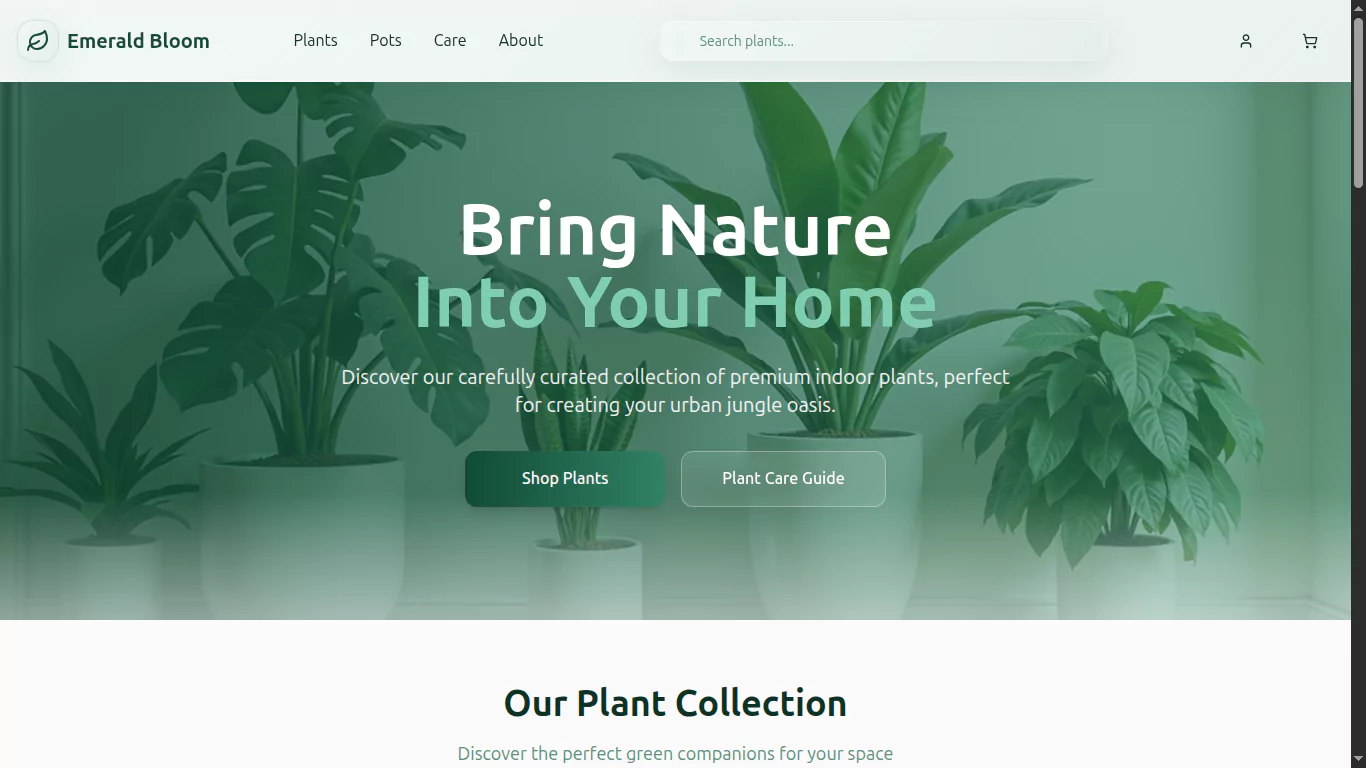 Emerald Bloom
Plants
Pots
Care
About
Search plants...
Bring Nature
Into Your Home
Discover our carefully curated collection of premium indoor plants, perfect
for creating your urban jungle oasis.
Shop Plants
Plant Care Guide
Our Plant Collection
Discover the perfect green companions for your space